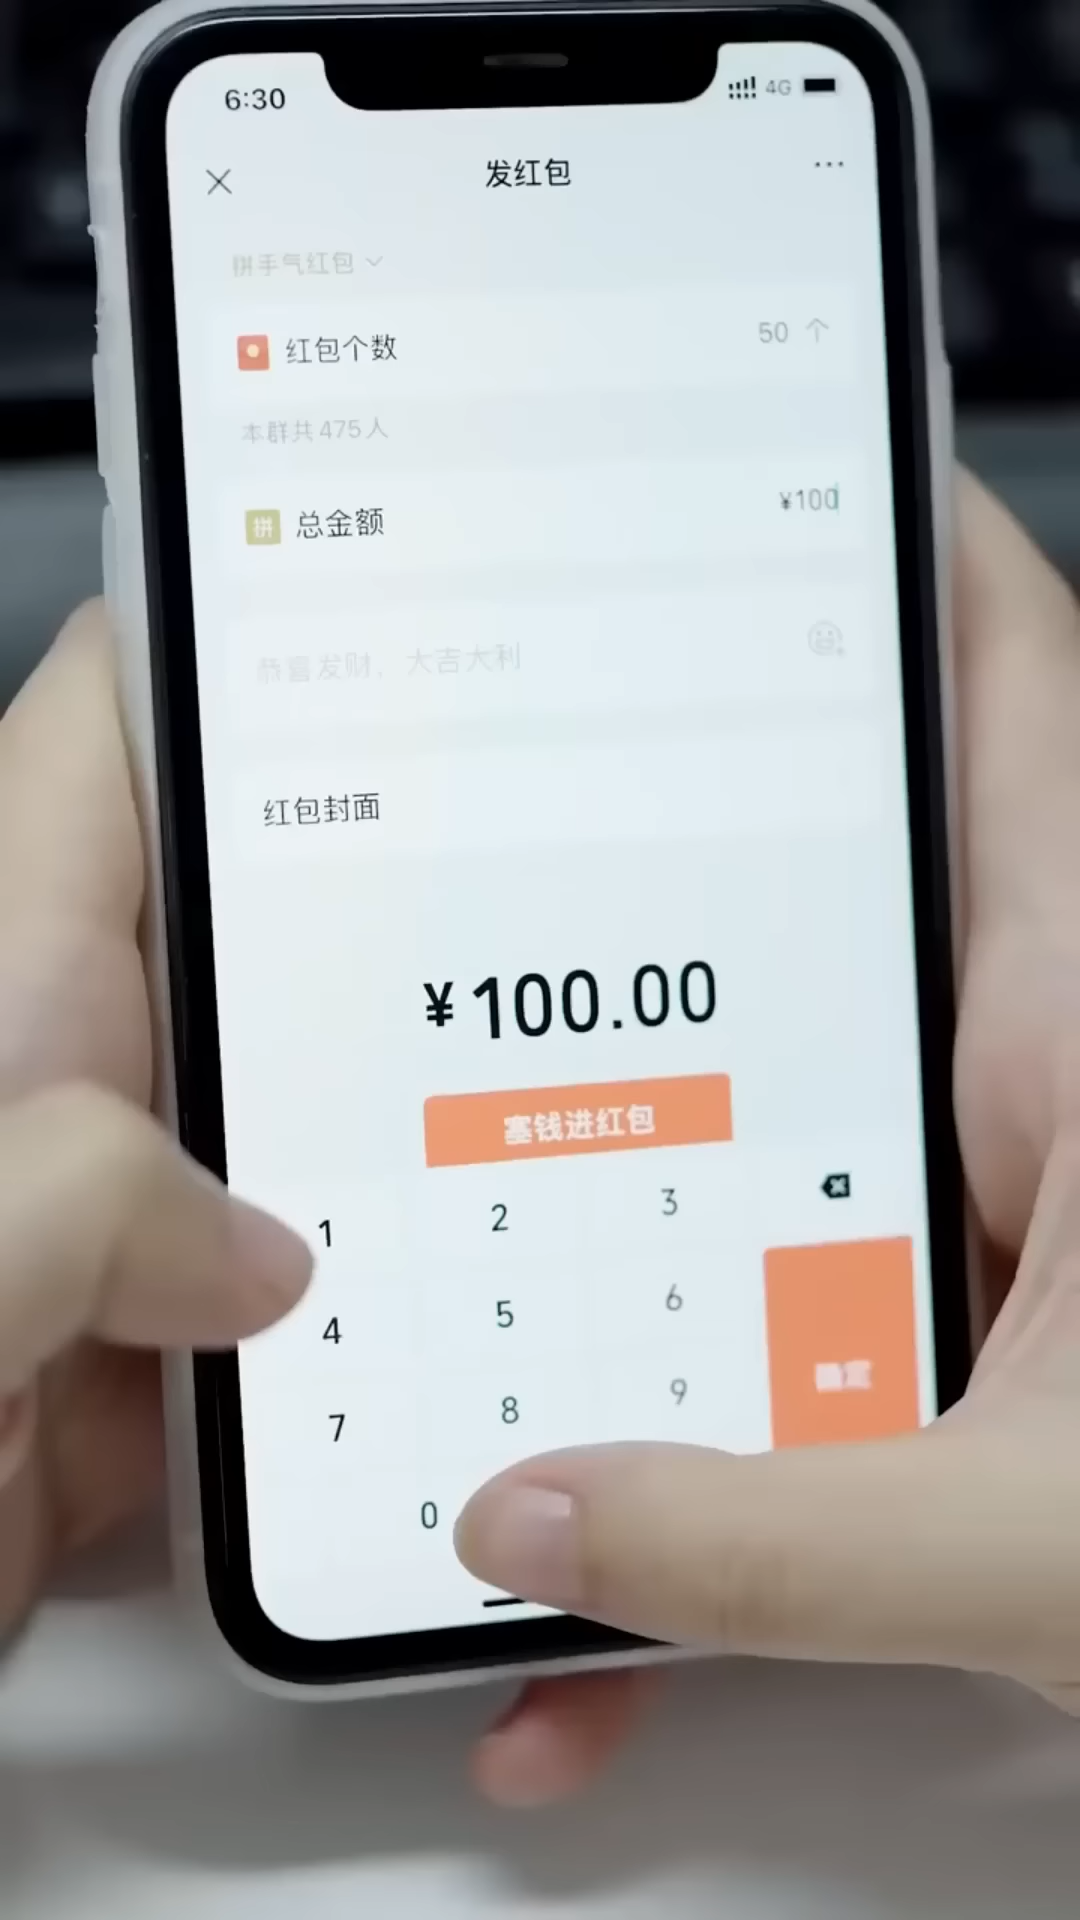 6:30
4G
发红包
拼手气红包
红包个数
50 个
本群共475人
拼 总金额
¥100
恭喜发财，大吉大利
红包封面
¥100.00
塞钱进红包
1 2 3
4 5 6
确定
7 8 9
0